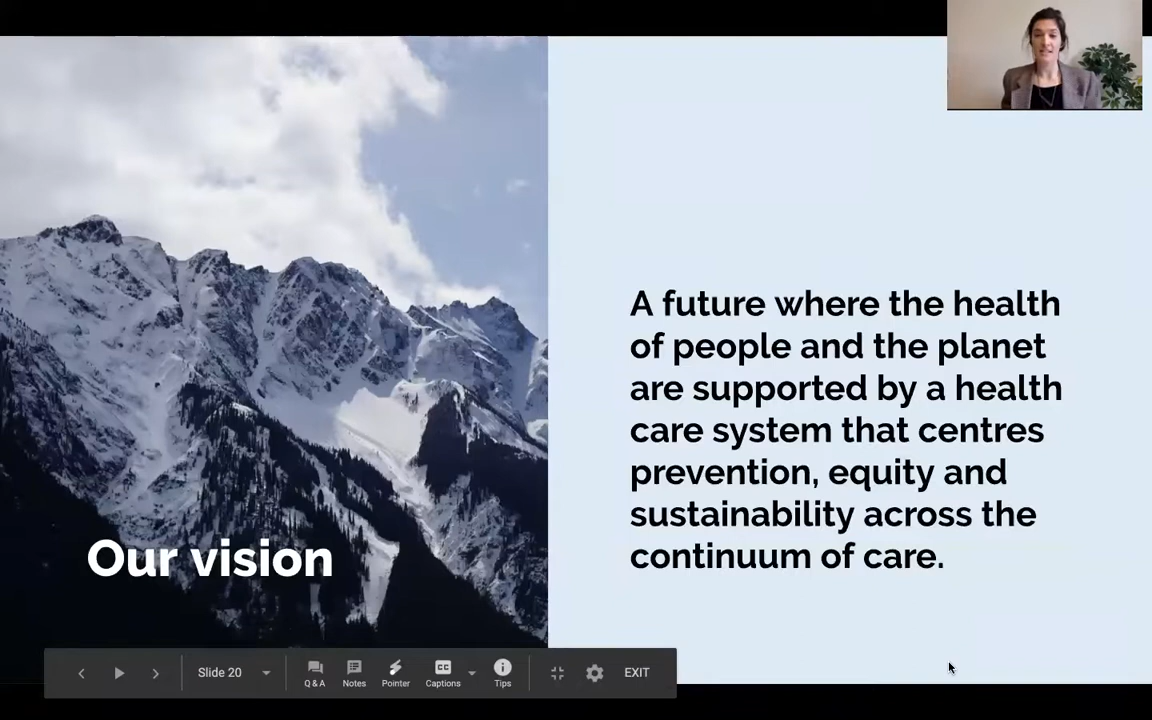 A future where the health
of people and the planet
are supported by a health
care system that centres
prevention, equity and
sustainability across the
continuum of care.
Our vision
Slide 20
Q & A
Notes
Pointer
CC
Captions
Tips
EXIT